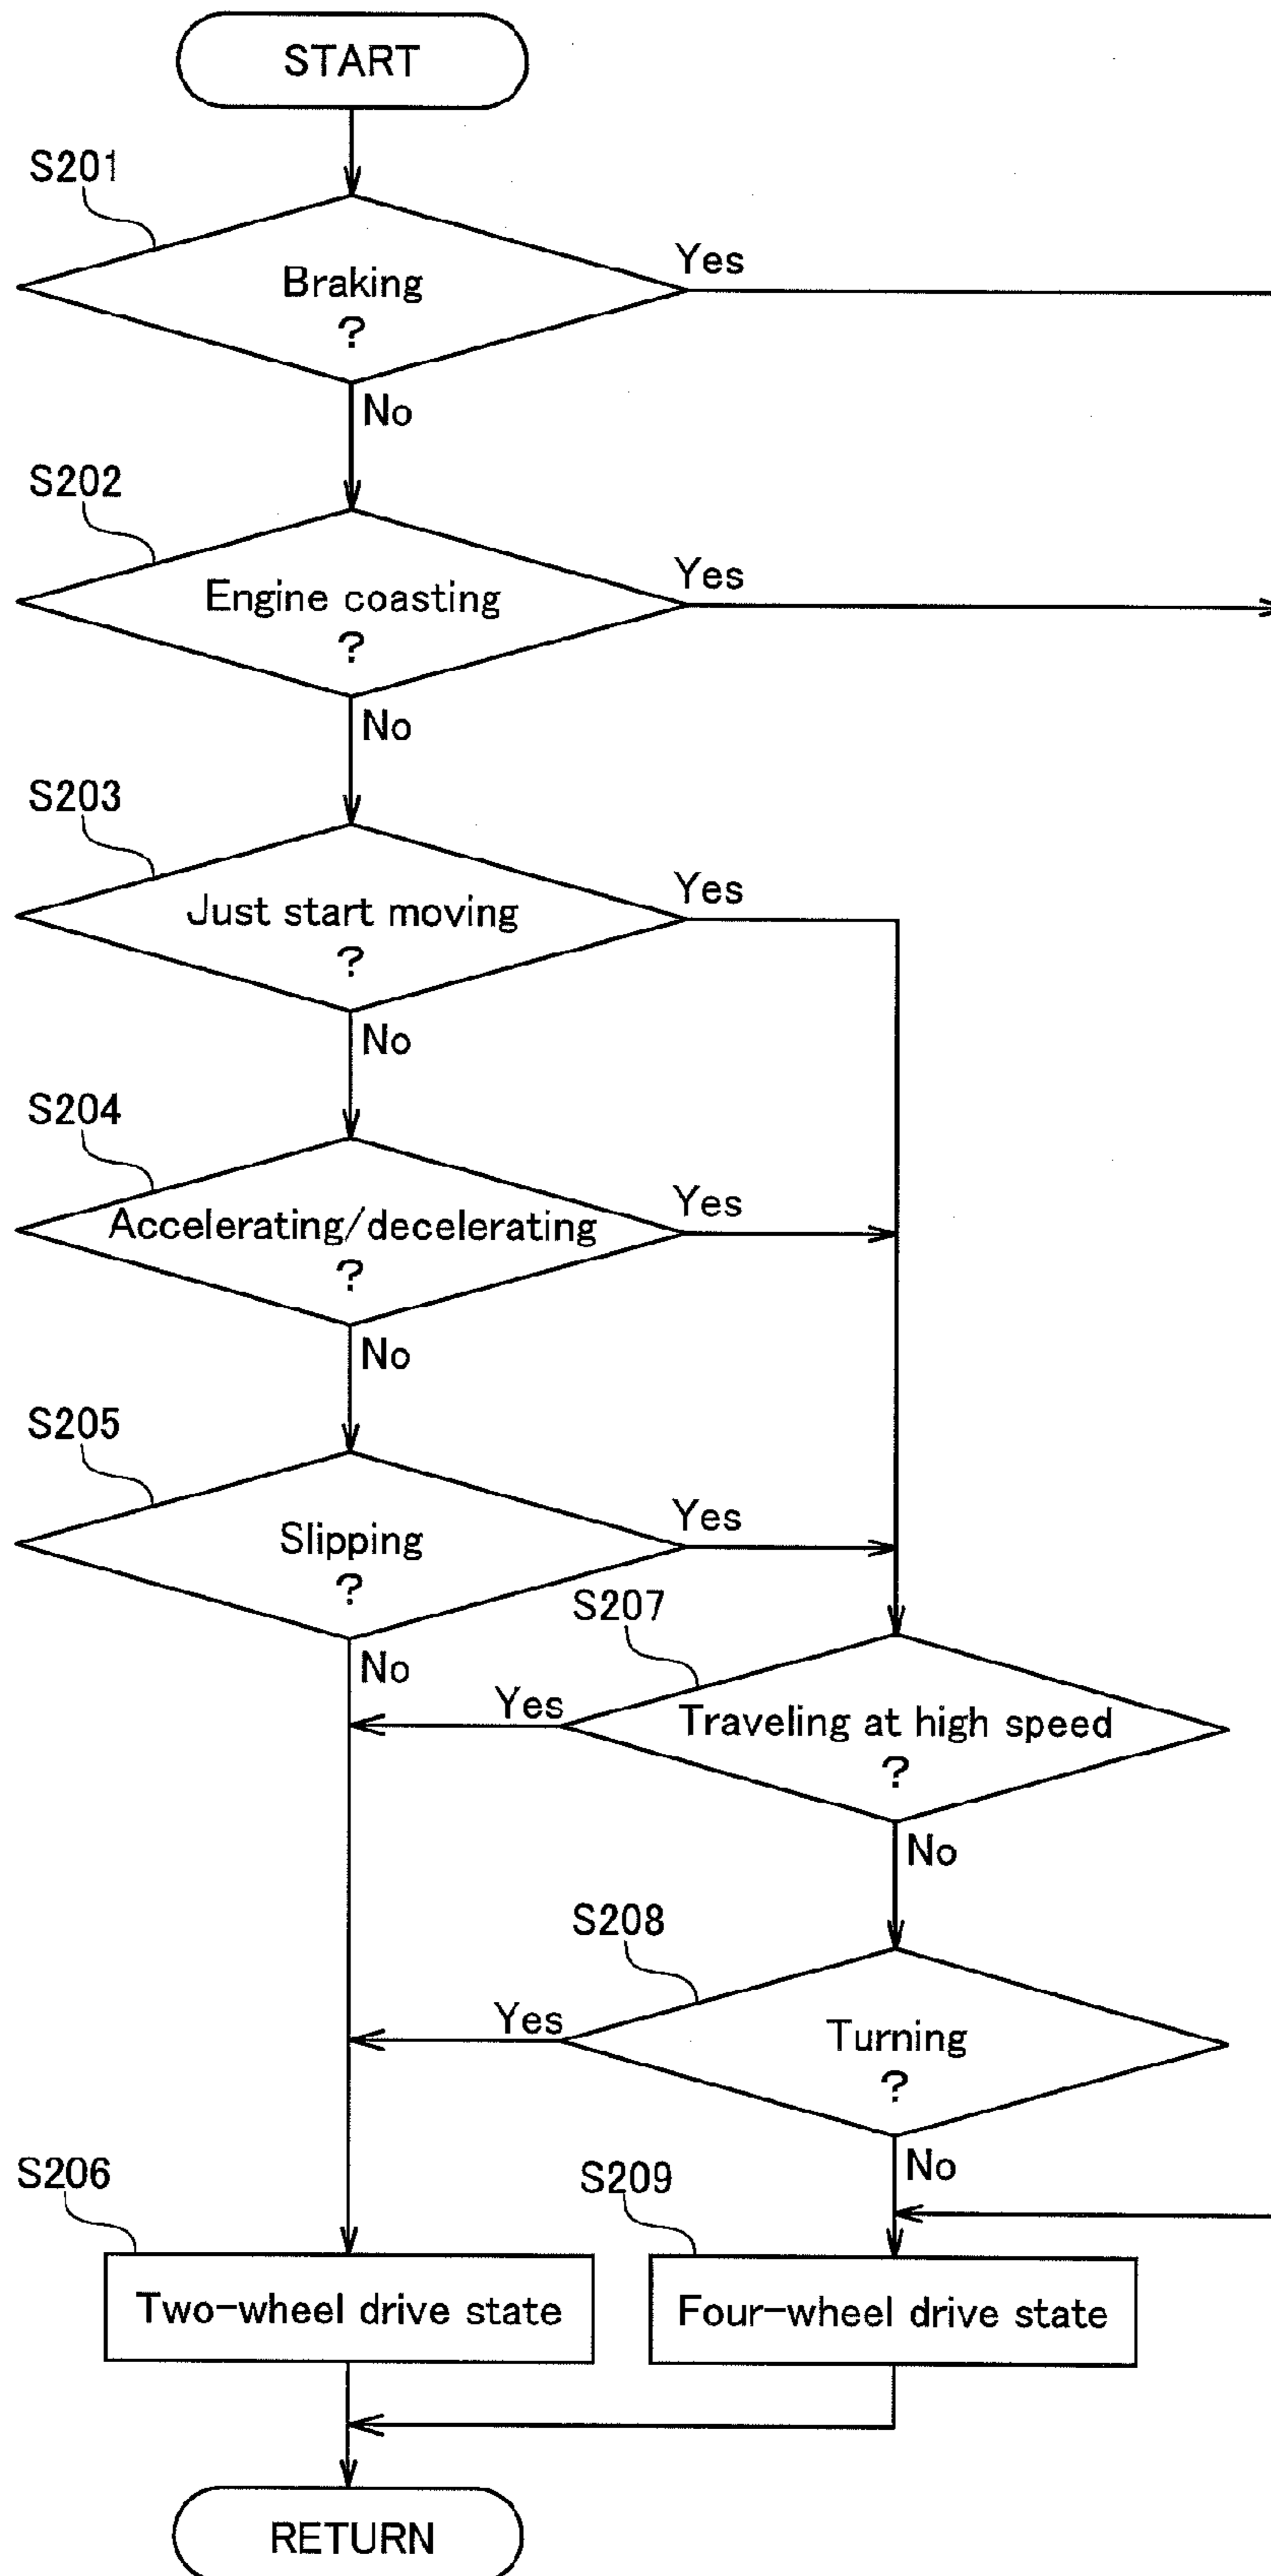 START
S201
Braking
?
Yes
No
S202
Engine coasting
?
Yes
No
S203
Just start moving
?
Yes
No
S204
Accelerating/decelerating
?
Yes
No
S205
Slipping
?
Yes
No
S207
Traveling at high speed
?
Yes
No
S208
Turning
?
Yes
No
S206
Two-wheel drive state
S209
Four-wheel drive state
RETURN